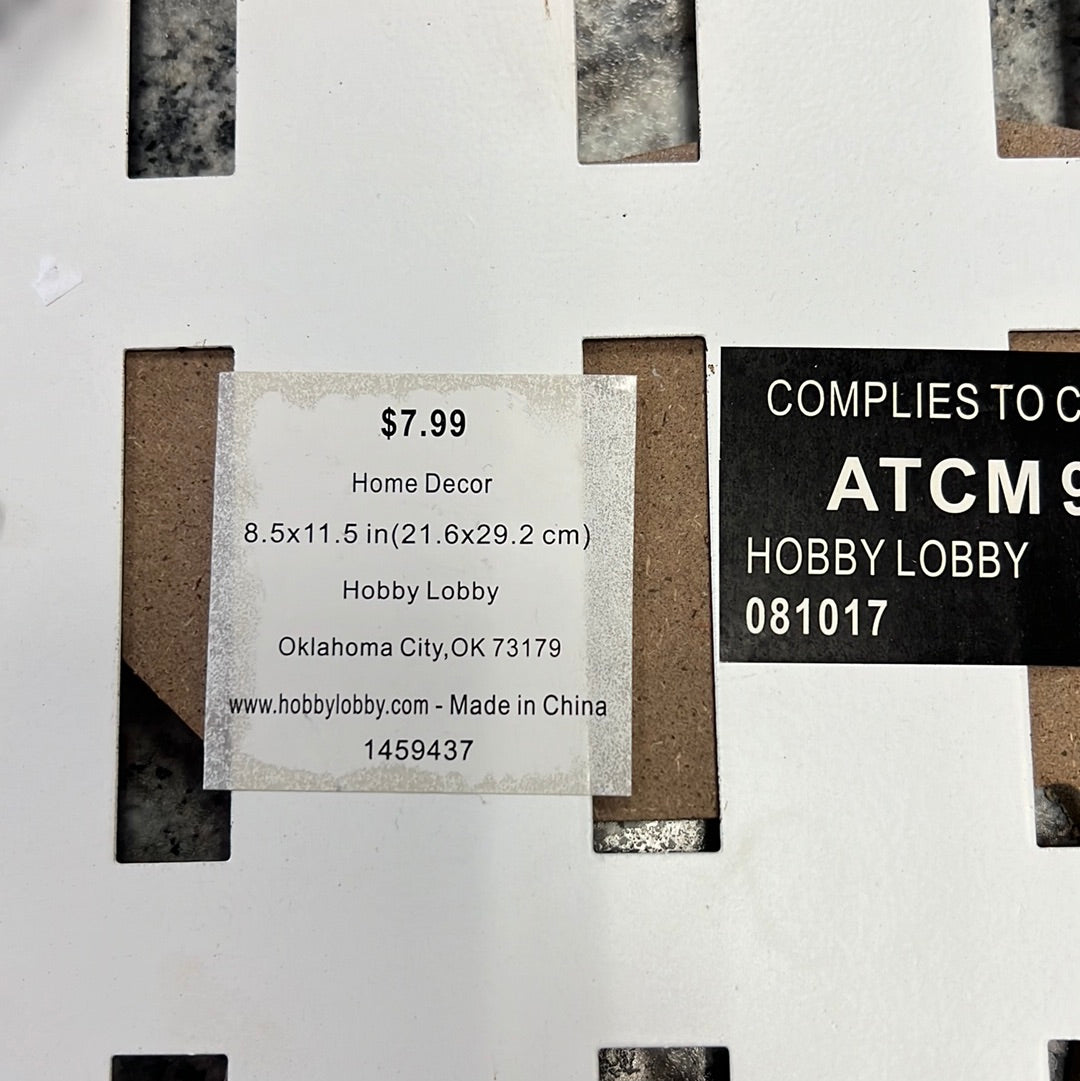 $7.99
Home Decor
8.5x11.5 in(21.6x29.2 cm)
Hobby Lobby
Oklahoma City,OK 73179
www.hobbylobby.com - Made in China
1459437
COMPLIES TO
ATCM
HOBBY LOBBY
081017